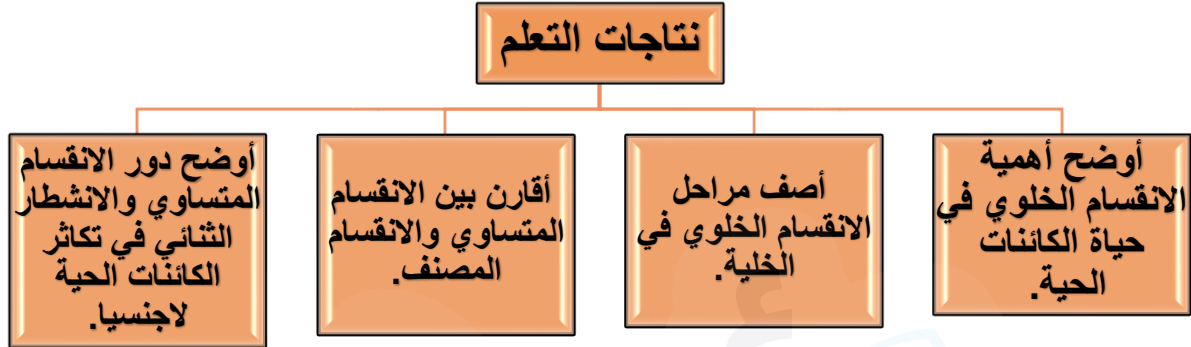 نتاجات التعلم
أوضح أهمية
الانقسام الخلوي في
حياة الكائنات
الحية.
أصف مراحل
الانقسام الخلوي في
الخلية.
أقارن بين الانقسام
المتساوي والانقسام
المصنف.
أوضح دور الانقسام
المتساوي والانشطار
الثنائي في تكاثر
الكائنات الحية
لاجنسيا.